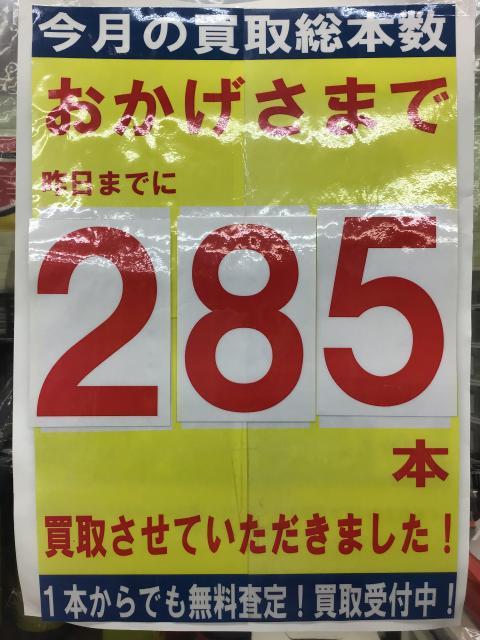 今月の買取総本数
おかげさまで
昨日までに
285
本
買取させていただきました!
1本からでも無料査定!買取受付中!